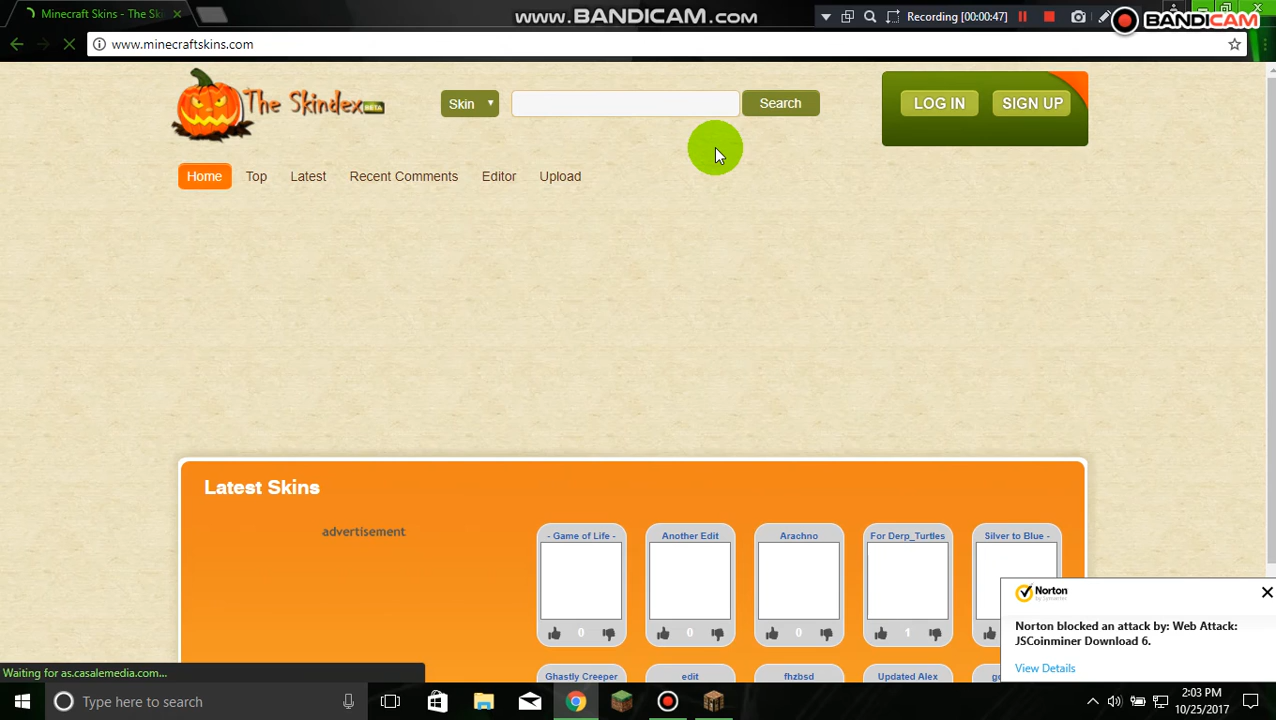 www.BANDICAM.com
Minecraft Skins - The Ski
Recording [00:00:47]
BANDICAM
www.minecraftskins.com
The Skindex BETA
Skin
Search
LOG IN
SIGN UP
Home
Top
Latest
Recent Comments
Editor
Upload
Latest Skins
advertisement
- Game of Life -
Another Edit
Arachno
For Derp_Turtles
Silver to Blue -
0
0
0
1
Norton
by Symantec
Norton blocked an attack by: Web Attack:
JSCoinminer Download 6.
View Details
Ghastly Creeper
edit
fhzbsd
Updated Alex
Waiting for as.casalemedia.com...
Type here to search
2:03 PM
10/25/2017